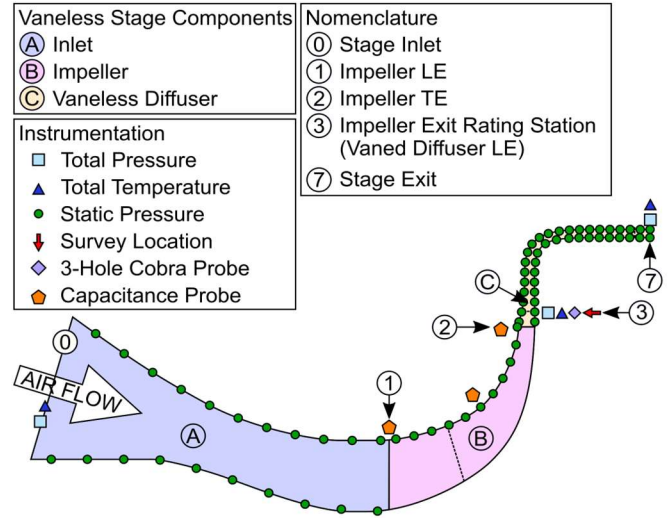 Vaneless Stage Components
A Inlet
B Impeller
C Vaneless Diffuser
Instrumentation
Total Pressure
Total Temperature
Static Pressure
Survey Location
3-Hole Cobra Probe
Capacitance Probe
Nomenclature
0 Stage Inlet
1 Impeller LE
2 Impeller TE
3 Impeller Exit Rating Station
(Vaned Diffuser LE)
7 Stage Exit
7
C
3
2
0
1
AIR FLOW
A
B